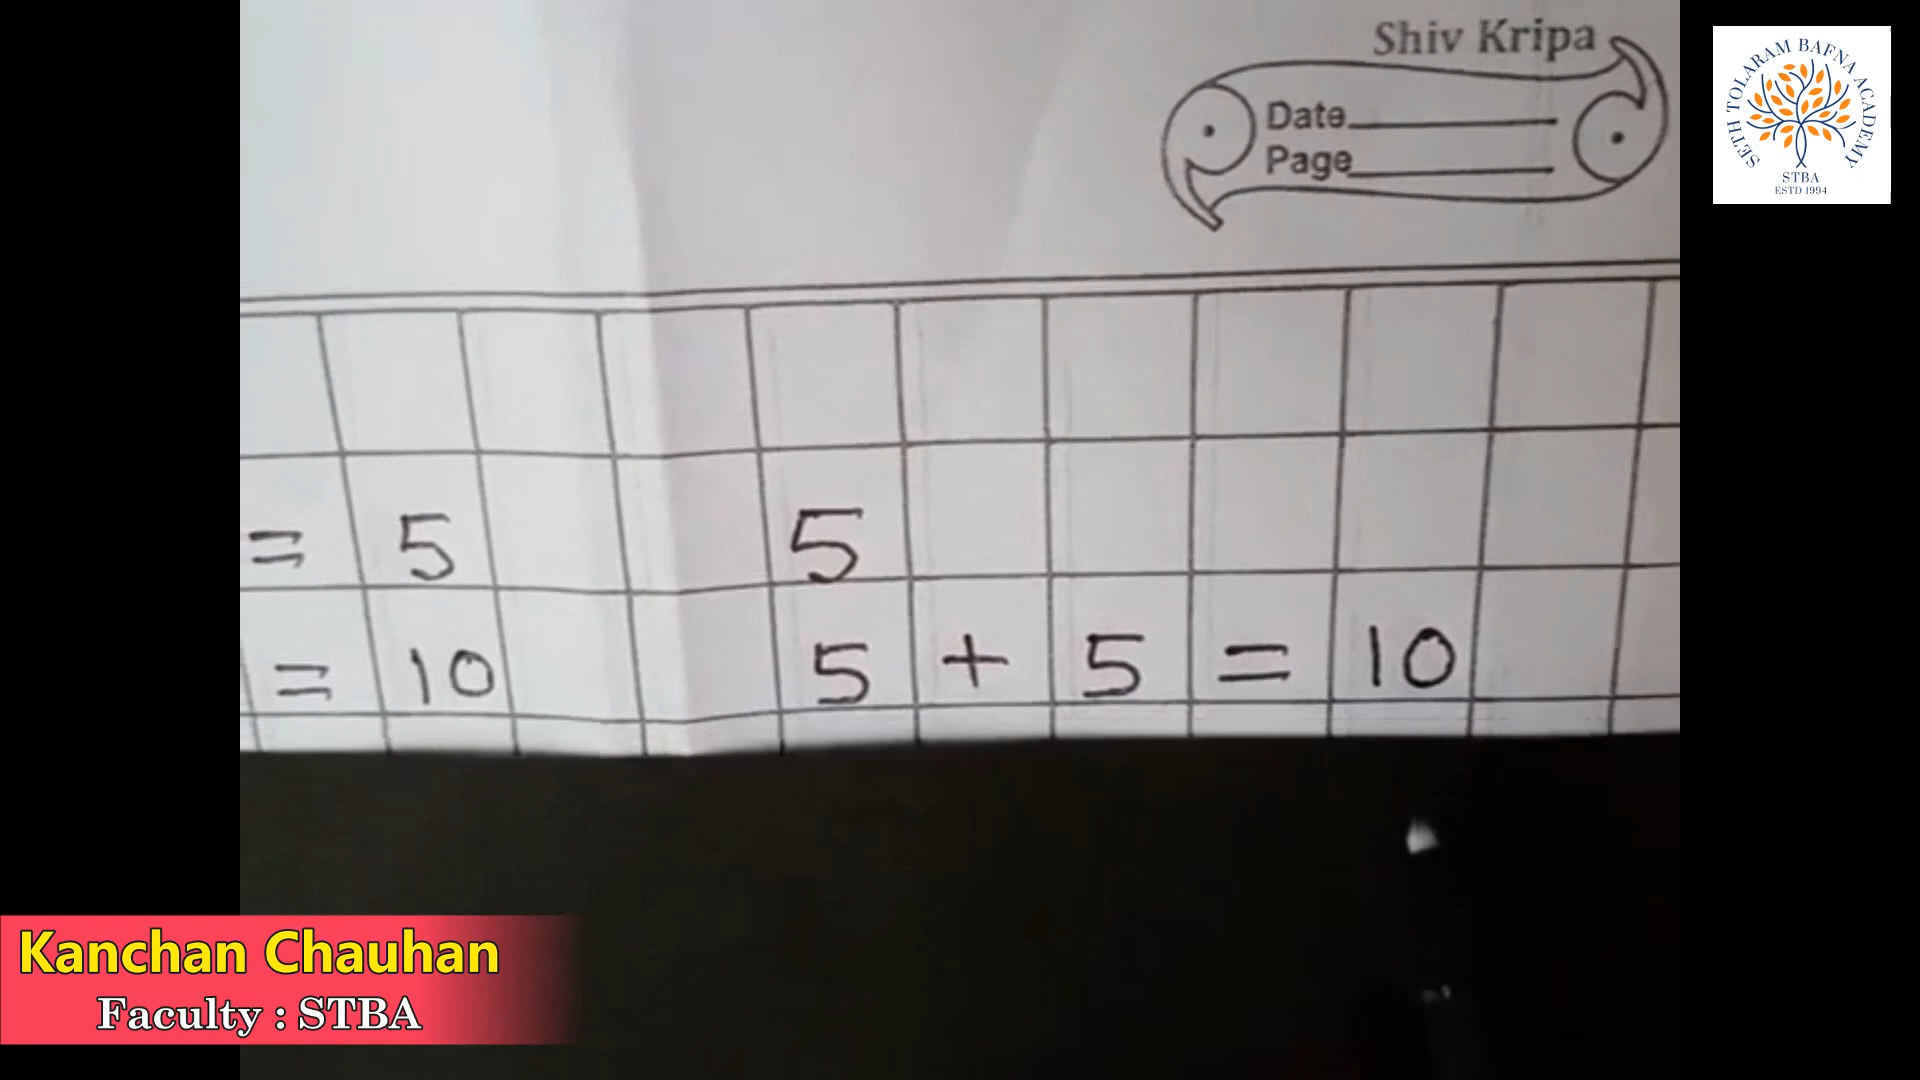 Shiv Kripa
Date
Page
= 5 5
= 10 5 + 5 = 10
SETH TOLARAM BAFNA ACADEMY
STBA
ESTD 1994
Kanchan Chauhan
Faculty : STBA